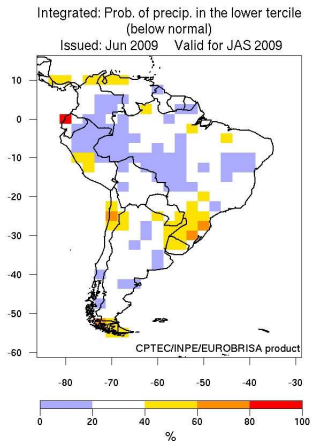 Integrated: Prob. of precip. in the lower tercile
(below normal)
Issued: Jun 2009 Valid for JAS 2009
10
0
-10
-20
-30
-40
-50
-60
CPTEC/INPE/EUROBRISA product
-80 -70 -60 -50 -40 -30
0 20 40 60 80 100
%